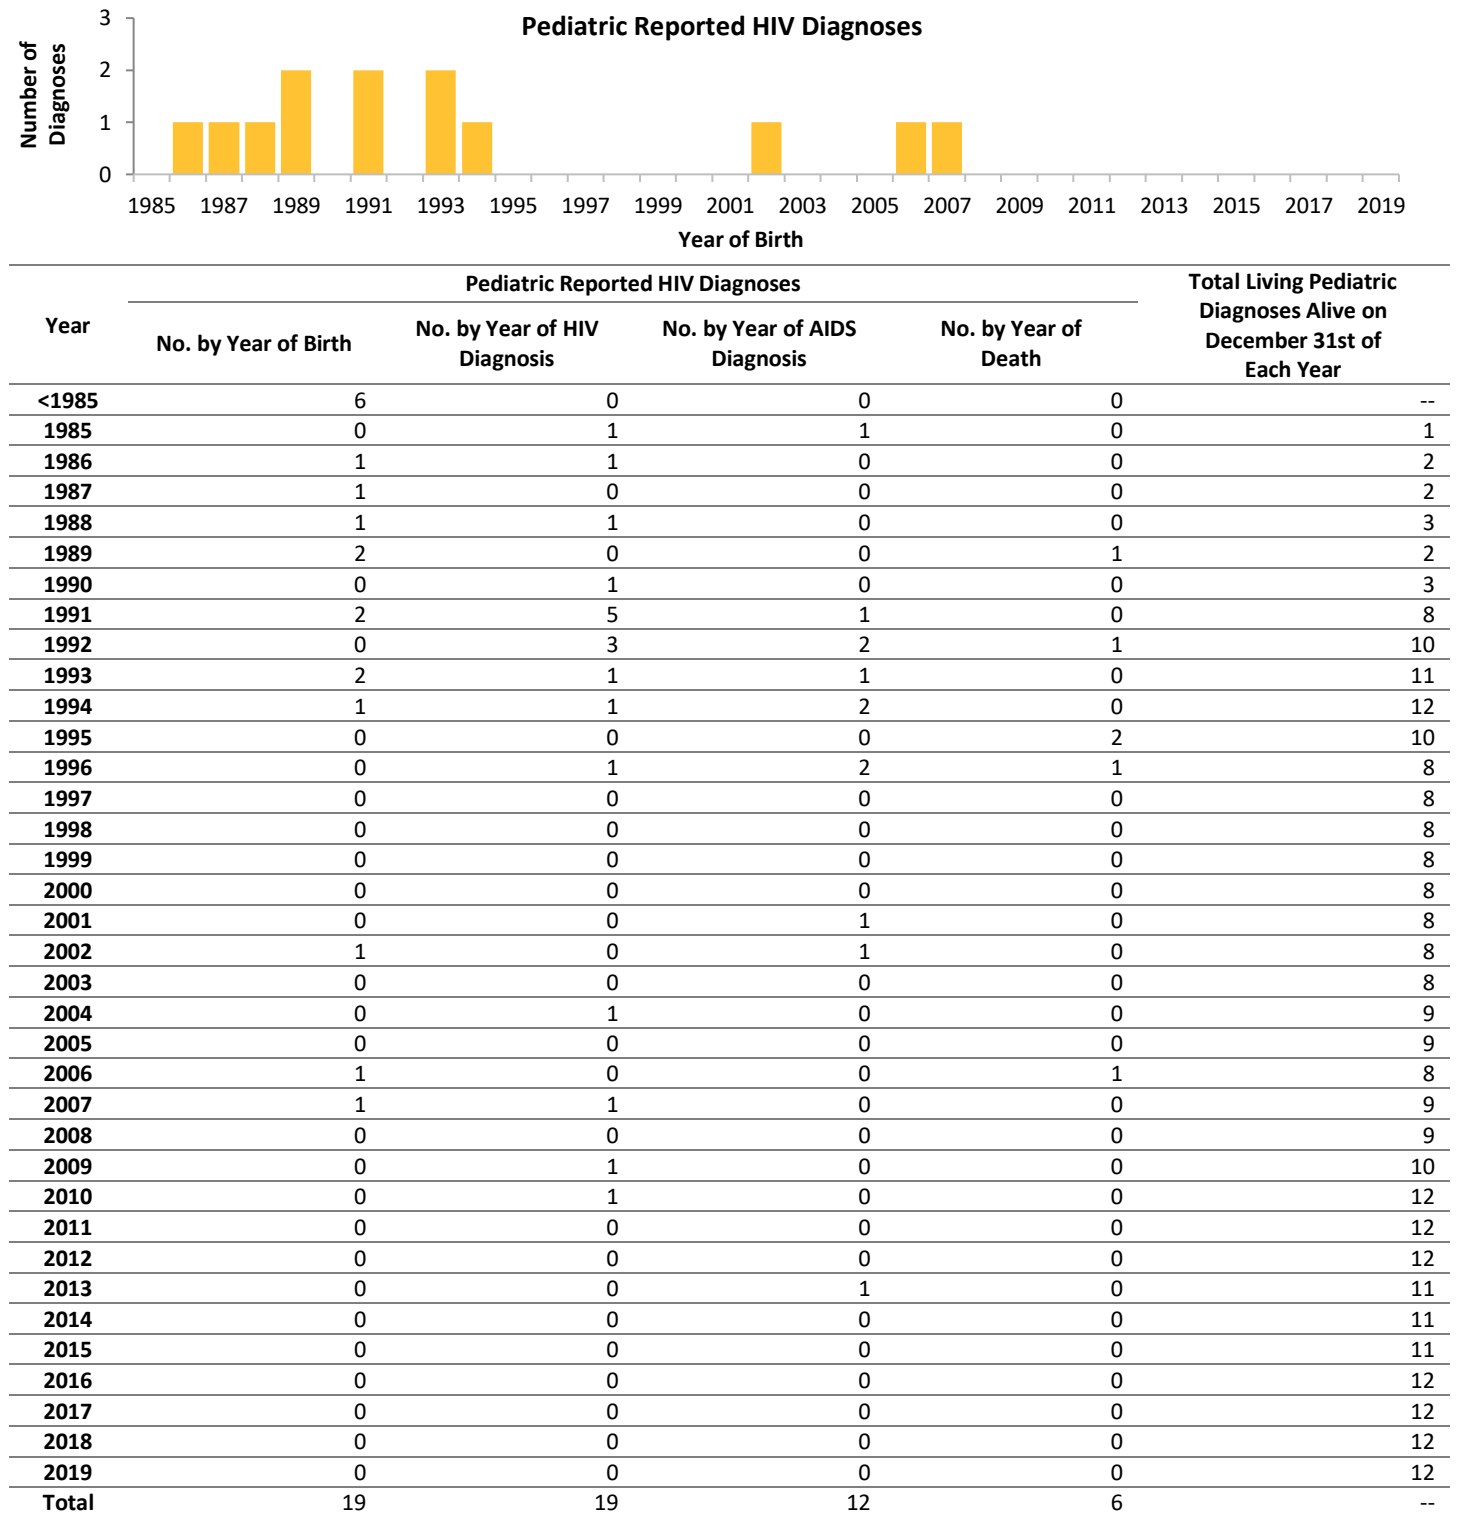 Pediatric Reported HIV Diagnoses
Number of
Diagnoses
3
2
1
0
1985 1987 1989 1991 1993 1995 1997 1999 2001 2003 2005 2007 2009 2011 2013 2015 2017 2019
Year of Birth
Year
Pediatric Reported HIV Diagnoses
No. by Year of Birth
No. by Year of HIV
Diagnosis
No. by Year of AIDS
Diagnosis
No. by Year of
Death
Total Living Pediatric
Diagnoses Alive on
December 31st of
Each Year
<1985 6 0 0 0 --
1985 0 1 1 0 1
1986 1 1 0 0 2
1987 1 0 0 0 2
1988 1 1 0 0 3
1989 2 0 0 1 2
1990 0 1 0 0 3
1991 2 5 1 0 8
1992 0 3 2 1 10
1993 2 1 1 0 11
1994 1 1 2 0 12
1995 0 0 0 2 10
1996 0 1 2 1 8
1997 0 0 0 0 8
1998 0 0 0 0 8
1999 0 0 0 0 8
2000 0 0 0 0 8
2001 0 0 1 0 8
2002 1 0 1 0 8
2003 0 0 0 0 8
2004 0 1 0 0 9
2005 0 0 0 0 9
2006 1 0 0 1 8
2007 1 1 0 0 9
2008 0 0 0 0 9
2009 0 1 0 0 10
2010 0 1 0 0 12
2011 0 0 0 0 12
2012 0 0 0 0 12
2013 0 0 1 0 11
2014 0 0 0 0 11
2015 0 0 0 0 11
2016 0 0 0 0 12
2017 0 0 0 0 12
2018 0 0 0 0 12
2019 0 0 0 0 12
Total 19 19 12 6 --